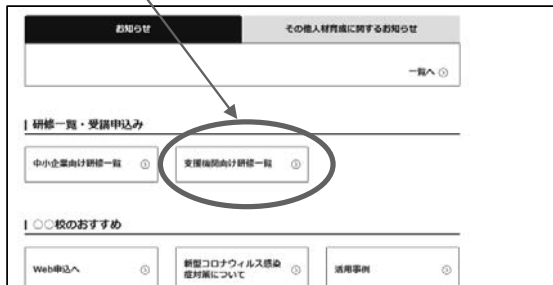 お知らせ
その他人材育成に関するお知らせ
一覧へ
研修一覧・受講申込み
中小企業向け研修一覧
支援機関向け研修一覧
○○校のおすすめ
Web申込へ
新型コロナウィルス感染
症対策について
活用事例